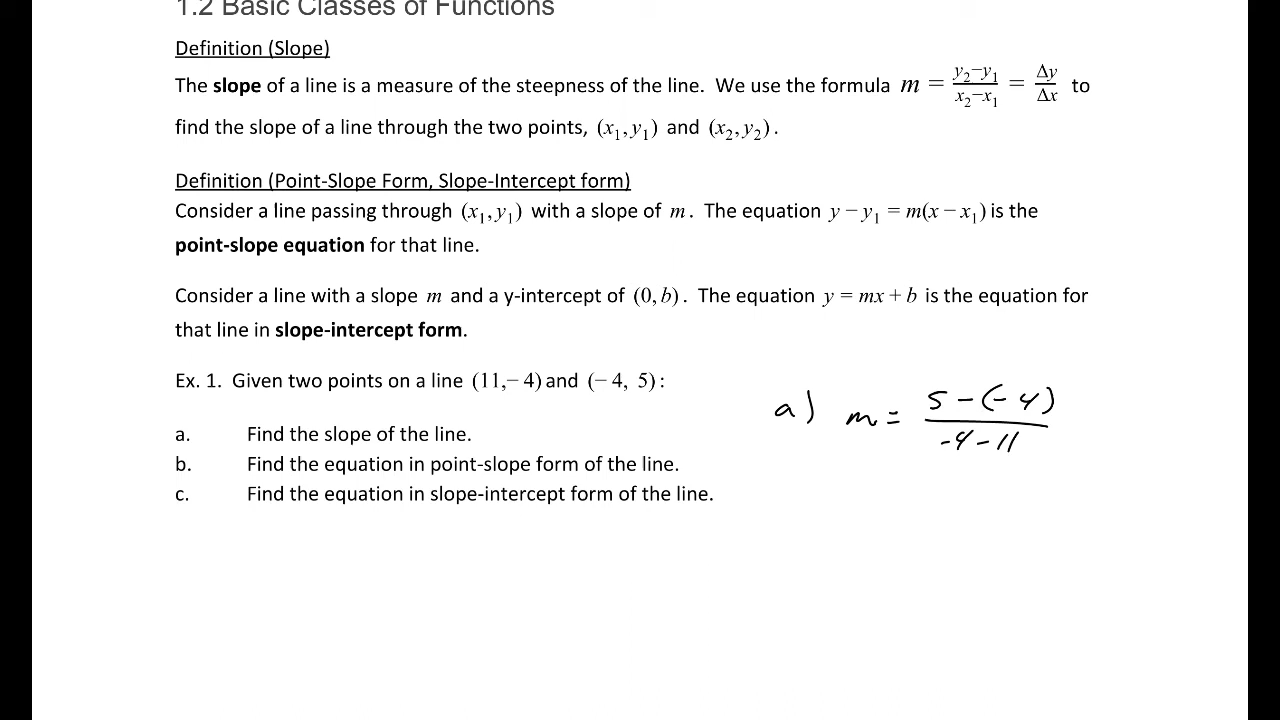 1.2 Basic Classes of Functions
Definition (Slope)
The slope of a line is a measure of the steepness of the line. We use the formula m = (y₂−y₁)/(x₂−x₁) = Δy/Δx to
find the slope of a line through the two points, (x₁,y₁) and (x₂,y₂).
Definition (Point-Slope Form, Slope-Intercept form)
Consider a line passing through (x₁,y₁) with a slope of m. The equation y − y₁ = m(x − x₁) is the
point-slope equation for that line.
Consider a line with a slope m and a y-intercept of (0, b). The equation y = mx + b is the equation for
that line in slope-intercept form.
Ex. 1. Given two points on a line (11,− 4) and (− 4, 5):
a) m = (5 − (− 4))/(-4 − 11)
a. Find the slope of the line.
b. Find the equation in point-slope form of the line.
c. Find the equation in slope-intercept form of the line.